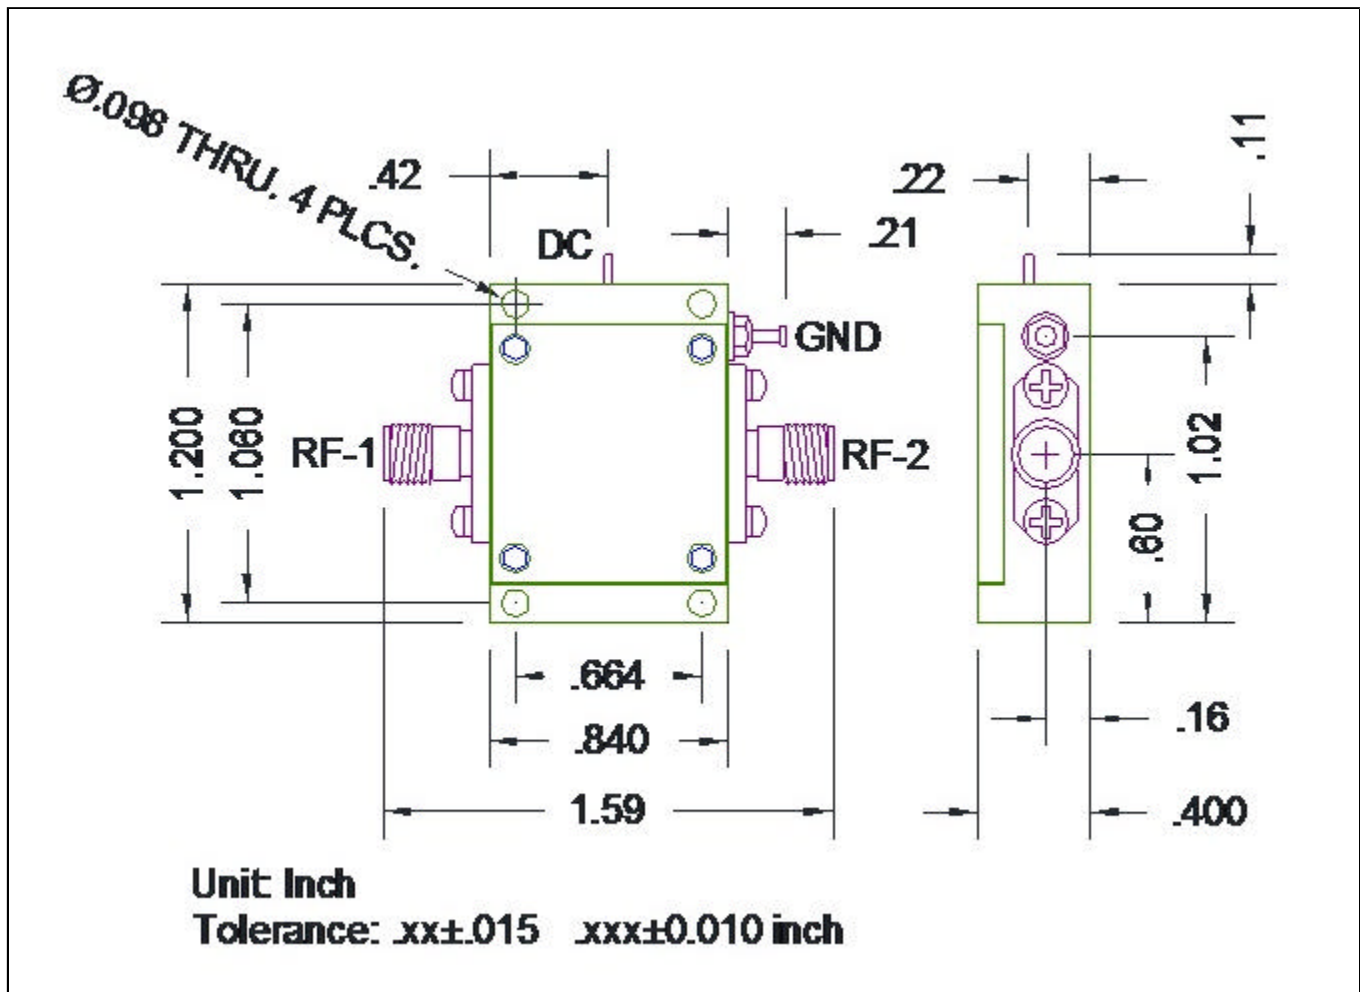 Ø.096 THRU. 4 PLCS.
.42
.22
.11
.21
DC
GND
1.200
1.060
RF-1
RF-2
1.02
.60
.664
.840
1.59
.16
.400
Unit: Inch
Tolerance: .xx±.015 .xxx±0.010 inch